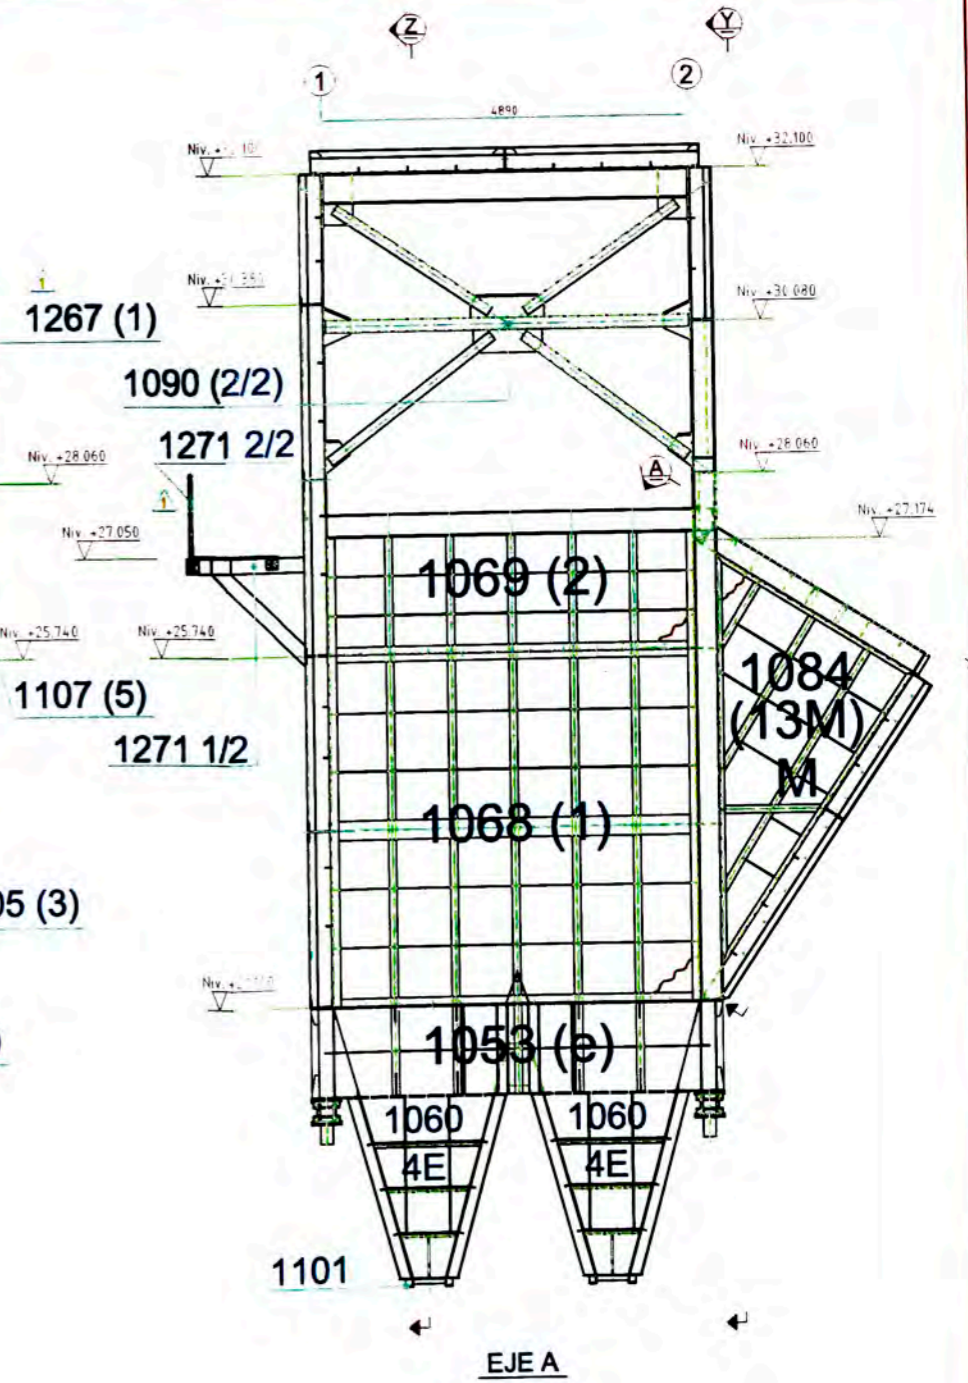 Z
Y
1
2
4890
Niv. +32.100
Niv. +30.080
1
1267 (1)
1090 (2/2)
1271 2/2
Niv. +28.060
Niv. +28.060
A
1
Niv. +27.050
Niv. +27.174
1069 (2)
Niv. +25.740
Niv. +25.740
1084
(13M)
M
1107 (5)
1271 1/2
1068 (1)
05 (3)
Niv.
1053 (e)
1060
1060
4E
4E
1101
EJE A